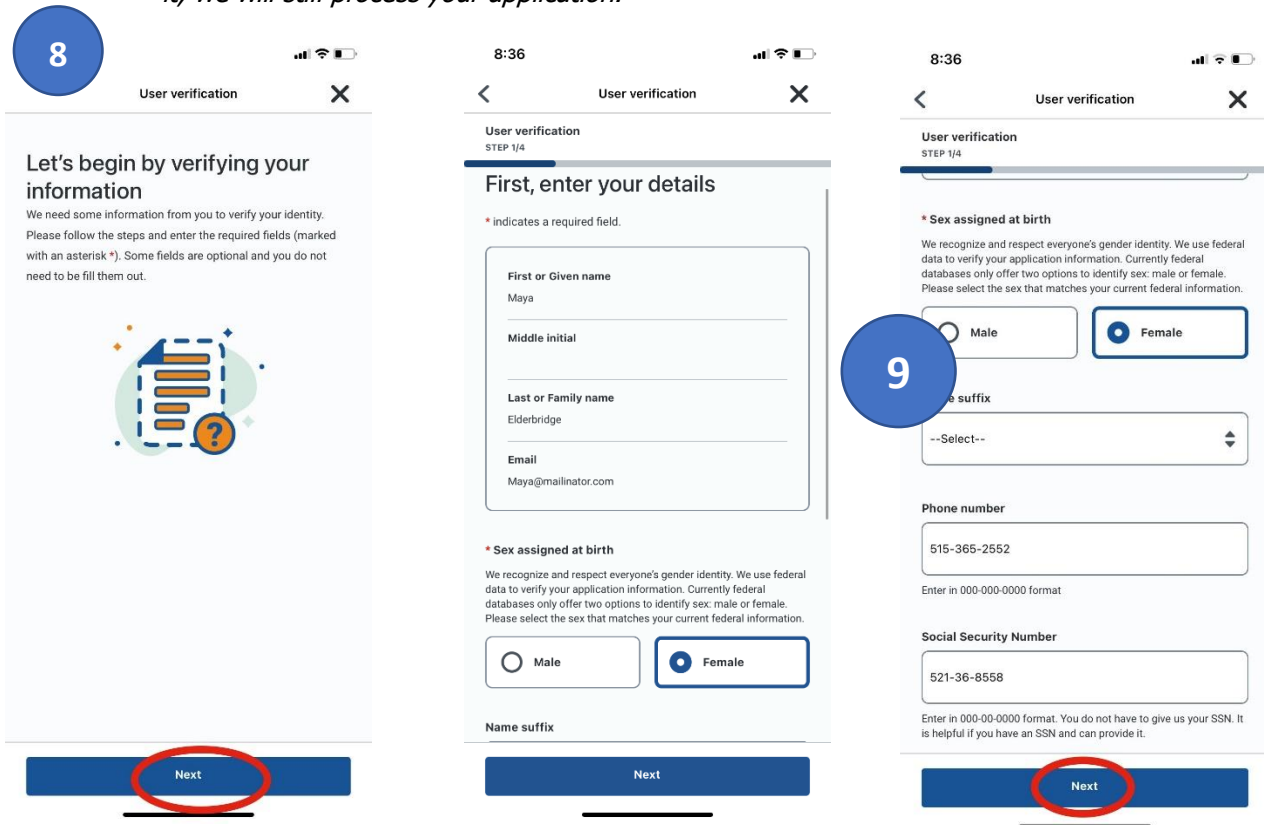 it, we will still process your application.
8
User verification
Let's begin by verifying your
information
We need some information from you to verify your identity.
Please follow the steps and enter the required fields (marked
with an asterisk *). Some fields are optional and you do not
need to be fill them out.
?
Next
8:36
User verification
User verification
STEP 1/4
First, enter your details
* indicates a required field.
First or Given name
Maya
Middle initial
Last or Family name
Elderbridge
Email
Maya@mailinator.com
* Sex assigned at birth
We recognize and respect everyone's gender identity. We use federal
data to verify your application information. Currently federal
databases only offer two options to identify sex: male or female.
Please select the sex that matches your current federal information.
Male
Female
Name suffix
Next
8:36
User verification
User verification
STEP 1/4
* Sex assigned at birth
We recognize and respect everyone's gender identity. We use federal
data to verify your application information. Currently federal
databases only offer two options to identify sex: male or female.
Please select the sex that matches your current federal information.
Male
Female
9
suffix
--Select--
Phone number
515-365-2552
Enter in 000-000-0000 format
Social Security Number
521-36-8558
Enter in 000-00-0000 format. You do not have to give us your SSN. It
is helpful if you have an SSN and can provide it.
Next